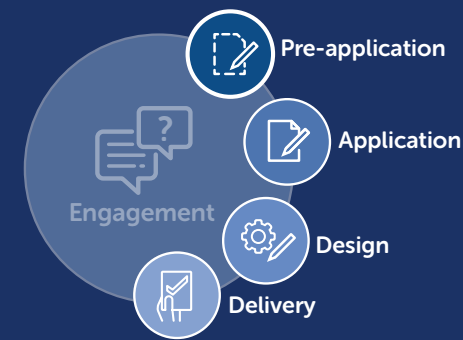 Pre-application
?
Application
Engagement
Design
Delivery